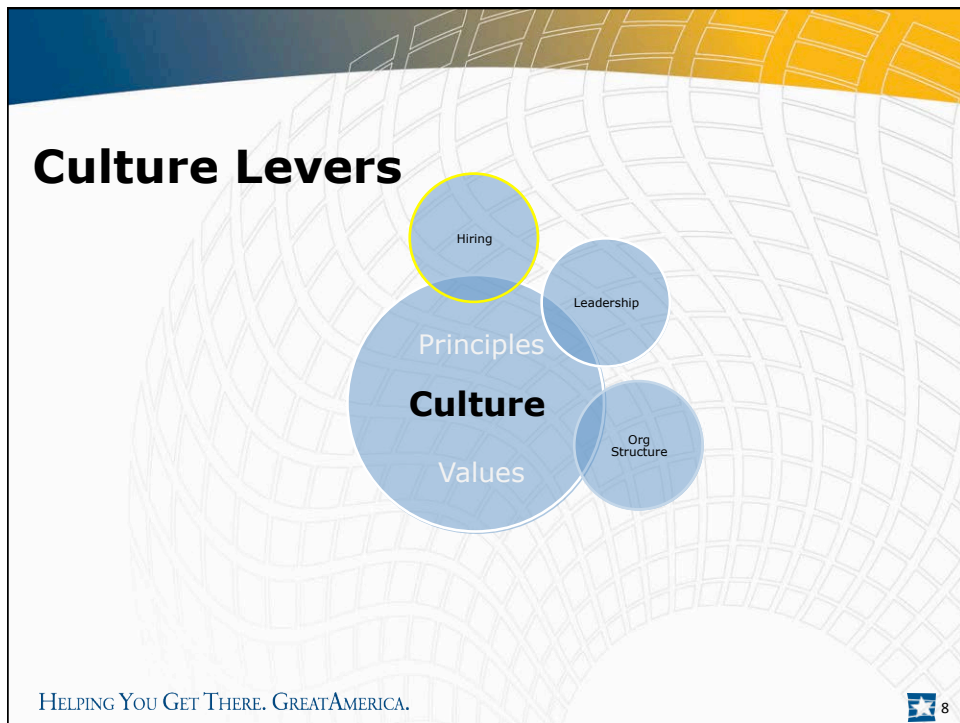 Culture Levers
Hiring
Leadership
Principles
Culture
Org
Structure
Values
HELPING YOU GET THERE. GREATAMERICA.
8